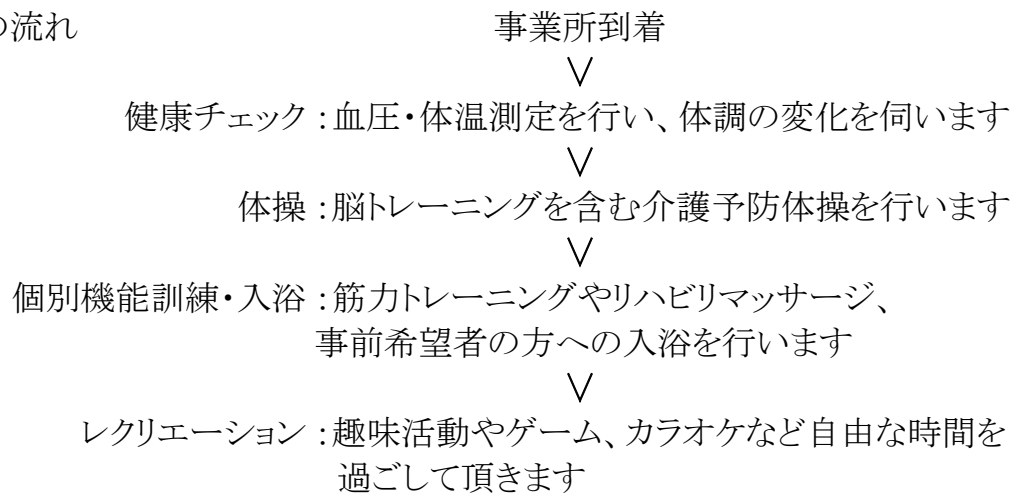 の流れ
事業所到着
∨
健康チェック：血圧・体温測定を行い、体調の変化を伺います
∨
体操：脳トレーニングを含む介護予防体操を行います
∨
個別機能訓練・入浴：筋力トレーニングやリハビリマッサージ、
事前希望者の方への入浴を行います
∨
レクリエーション：趣味活動やゲーム、カラオケなど自由な時間を
過ごして頂きます